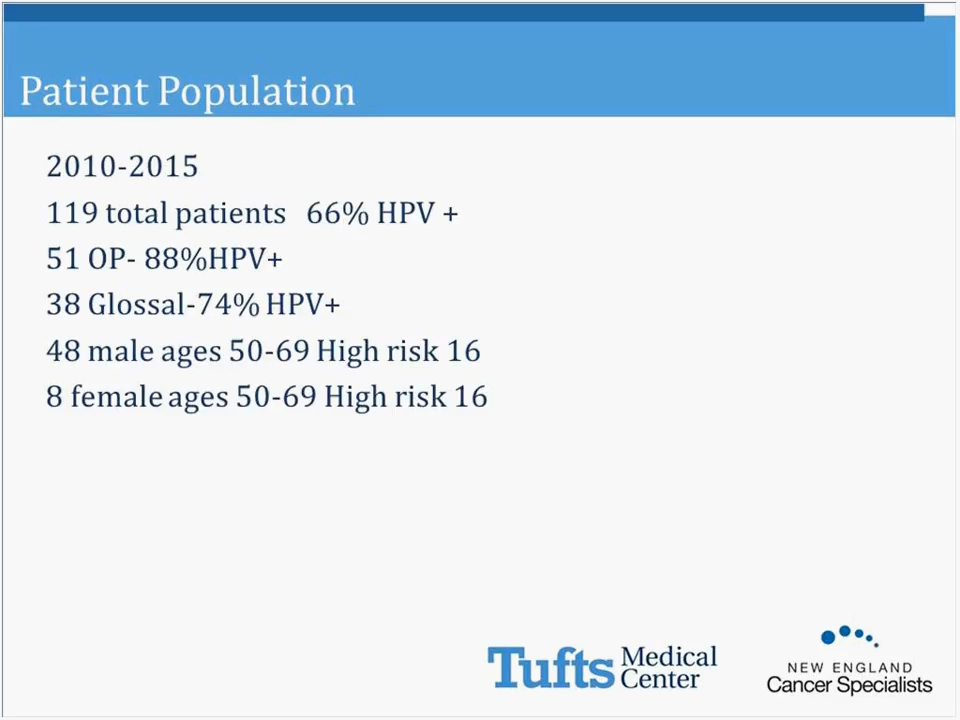 Patient Population
2010-2015
119 total patients 66% HPV +
51 OP- 88%HPV+
38 Glossal-74% HPV+
48 male ages 50-69 High risk 16
8 female ages 50-69 High risk 16
Tufts Medical Center
NEW ENGLAND
Cancer Specialists